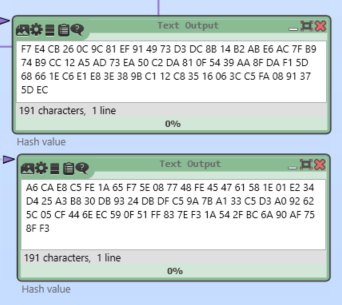 Text Output
F7 E4 CB 26 0C 9C 81 EF 91 49 73 D3 DC 8B 14 B2 AB E6 AC 7F B9
74 B9 CC 12 A5 AD 73 EA 50 C2 DA 81 0F 54 39 AA 8F DA F1 5D
68 66 1E C6 E1 E8 3E 38 9B C1 12 C8 35 16 06 3C C5 FA 08 91 37
5D EC
191 characters, 1 line
0%
Hash value
Text Output
A6 CA E8 C5 FE 1A 65 F7 5E 08 77 48 FE 45 47 61 58 1E 01 E2 34
D4 25 A3 B8 30 DB 93 24 DB DF C5 9A 7B A1 33 C5 D3 A0 92 62
5C 05 CF 44 6E EC 59 0F 51 FF 83 7E F3 1A 54 2F BC 6A 90 AF 75
8F F3
191 characters, 1 line
0%
Hash value